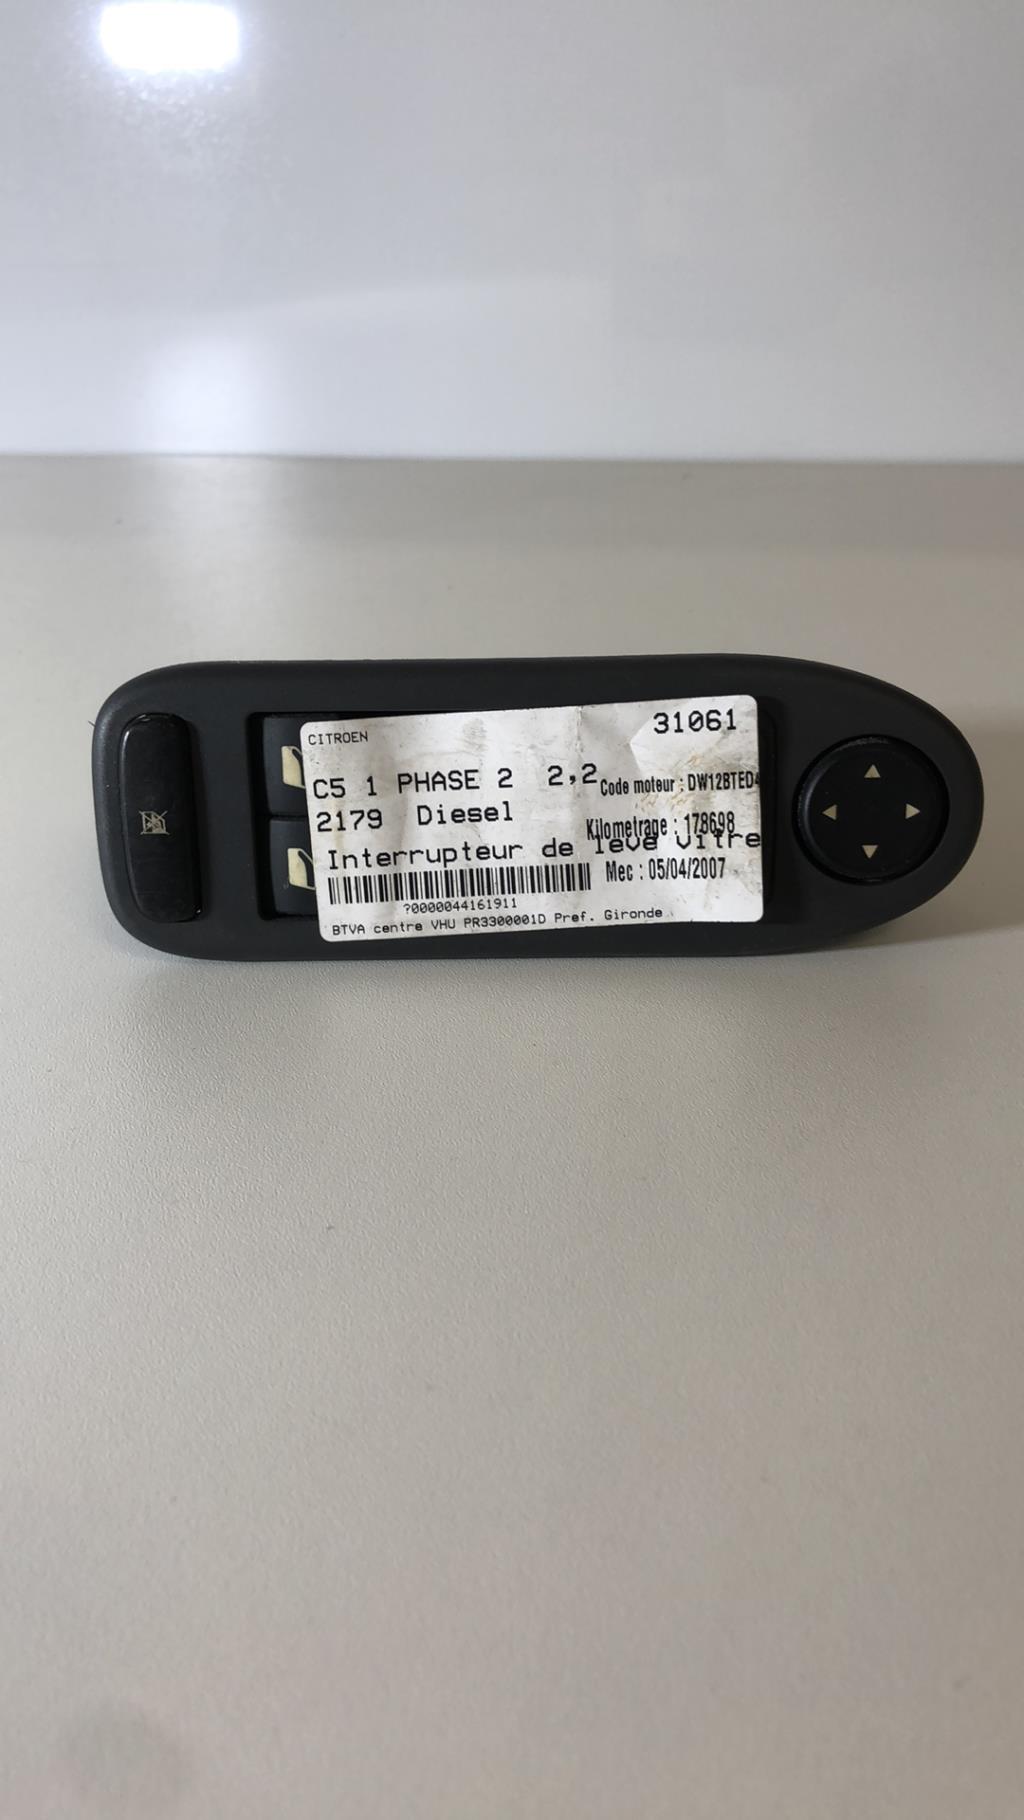 CITROEN
31061
C5 1 PHASE 2 2,2
Code moteur : DW12BTED4
2179 Diesel
Kilometrage : 178698
Interrupteur de leve vitre
Mec : 05/04/2007
?0000044161911
BTVA centre VHU PR3300001D Pref. Gironde